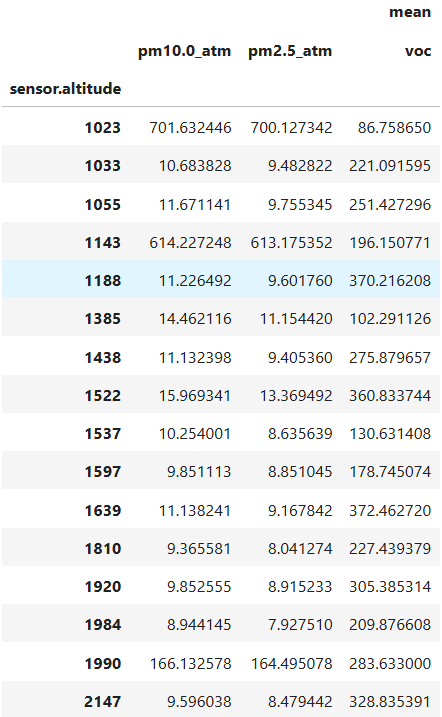 mean
pm10.0_atm pm2.5_atm voc
sensor.altitude
1023 701.632446 700.127342 86.758650
1033 10.683828 9.482822 221.091595
1055 11.671141 9.755345 251.427296
1143 614.227248 613.175352 196.150771
1188 11.226492 9.601760 370.216208
1385 14.462116 11.154420 102.291126
1438 11.132398 9.405360 275.879657
1522 15.969341 13.369492 360.833744
1537 10.254001 8.635639 130.631408
1597 9.851113 8.851045 178.745074
1639 11.138241 9.167842 372.462720
1810 9.365581 8.041274 227.439379
1920 9.852555 8.915233 305.385314
1984 8.944145 7.927510 209.876608
1990 166.132578 164.495078 283.633000
2147 9.596038 8.479442 328.835391